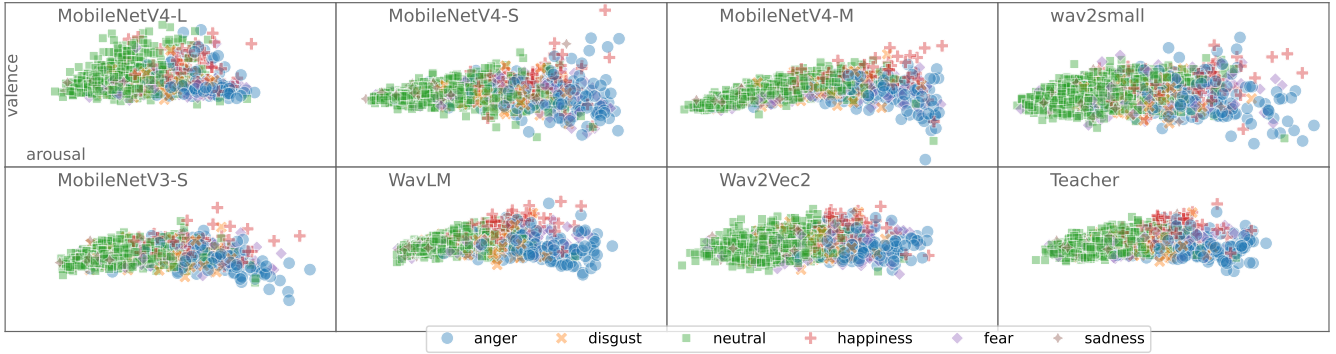 MobileNetV4-L
MobileNetV4-S
MobileNetV4-M
wav2small
valence
arousal
MobileNetV3-S
WavLM
Wav2Vec2
Teacher
anger
disgust
neutral
happiness
fear
sadness